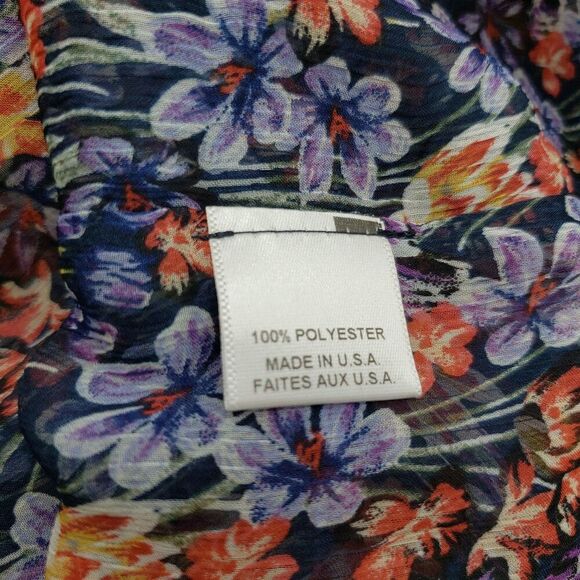 100% POLYESTER
MADE IN U.S.A.
FAITES AUX U.S.A.